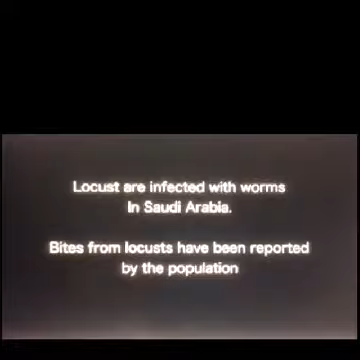 Locust are infected with worms
In Saudi Arabia.
Bites from locusts have been reported
by the population